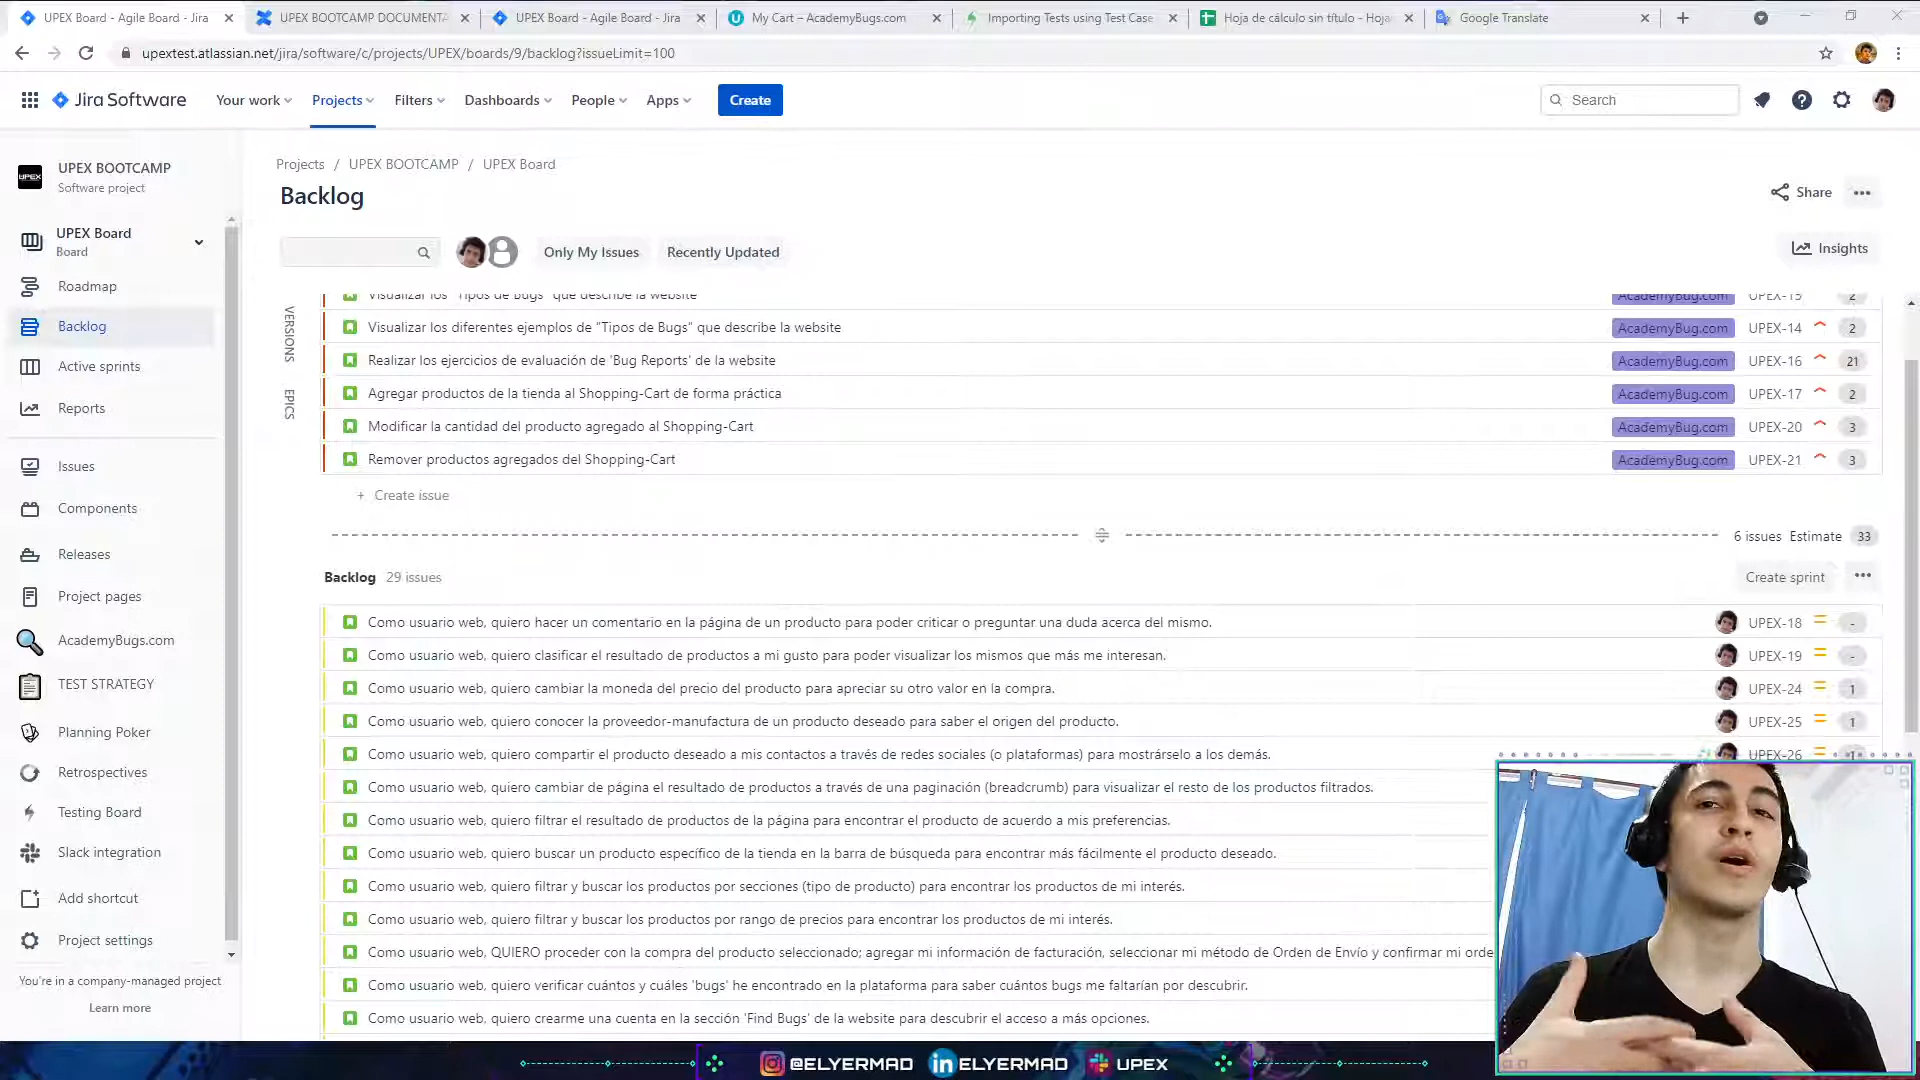 UPEX Board - Agile Board - Jira
UPEX BOOTCAMP DOCUMENTA
UPEX Board - Agile Board - Jira
My Cart – AcademyBugs.com
Importing Tests using Test Case
Hoja de cálculo sin título - Hoja
Google Translate
upextest.atlassian.net/jira/software/c/projects/UPEX/boards/9/backlog?issueLimit=100
Jira Software
Your work
Projects
Filters
Dashboards
People
Apps
Create
Search
UPEX
UPEX BOOTCAMP
Software project
UPEX Board
Board
Roadmap
Backlog
Active sprints
Reports
Issues
Components
Releases
Project pages
AcademyBugs.com
TEST STRATEGY
Planning Poker
Retrospectives
Testing Board
Slack integration
Add shortcut
Project settings
You're in a company-managed project
Learn more
Projects / UPEX BOOTCAMP / UPEX Board
Backlog
Share
Only My Issues
Recently Updated
Insights
VERSIONS
EPICS
Visualizar los "Tipos de Bugs" que describe la website AcademyBug.com UPEX-15 2
Visualizar los diferentes ejemplos de "Tipos de Bugs" que describe la website AcademyBug.com UPEX-14 2
Realizar los ejercicios de evaluación de 'Bug Reports' de la website AcademyBug.com UPEX-16 21
Agregar productos de la tienda al Shopping-Cart de forma práctica AcademyBug.com UPEX-17 2
Modificar la cantidad del producto agregado al Shopping-Cart AcademyBug.com UPEX-20 3
Remover productos agregados del Shopping-Cart AcademyBug.com UPEX-21 3
+ Create issue
6 issues Estimate 33
Backlog 29 issues
Create sprint
Como usuario web, quiero hacer un comentario en la página de un producto para poder criticar o preguntar una duda acerca del mismo. UPEX-18 -
Como usuario web, quiero clasificar el resultado de productos a mi gusto para poder visualizar los mismos que más me interesan. UPEX-19 -
Como usuario web, quiero cambiar la moneda del precio del producto para apreciar su otro valor en la compra. UPEX-24 1
Como usuario web, quiero conocer la proveedor-manufactura de un producto deseado para saber el origen del producto. UPEX-25 1
Como usuario web, quiero compartir el producto deseado a mis contactos a través de redes sociales (o plataformas) para mostrárselo a los demás. UPEX-26 1
Como usuario web, quiero cambiar de página el resultado de productos a través de una paginación (breadcrumb) para visualizar el resto de los productos filtrados.
Como usuario web, quiero filtrar el resultado de productos de la página para encontrar el producto de acuerdo a mis preferencias.
Como usuario web, quiero buscar un producto específico de la tienda en la barra de búsqueda para encontrar más fácilmente el producto deseado.
Como usuario web, quiero filtrar y buscar los productos por secciones (tipo de producto) para encontrar los productos de mi interés.
Como usuario web, quiero filtrar y buscar los productos por rango de precios para encontrar los productos de mi interés.
Como usuario web, QUIERO proceder con la compra del producto seleccionado; agregar mi información de facturación, seleccionar mi método de Orden de Envío y confirmar mi orde
Como usuario web, quiero verificar cuántos y cuáles 'bugs' he encontrado en la plataforma para saber cuántos bugs me faltarían por descubrir.
Como usuario web, quiero crearme una cuenta en la sección 'Find Bugs' de la website para descubrir el acceso a más opciones.
@ELYERMAD
in ELYERMAD
UPEX